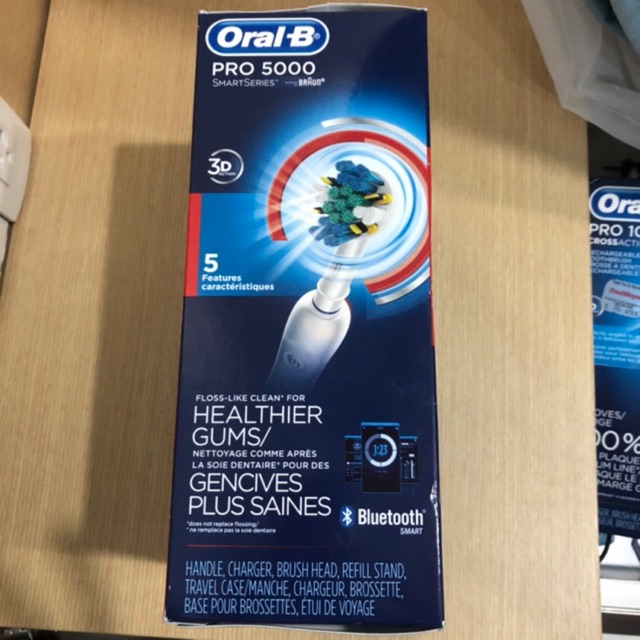 Oral-B
PRO 5000
SMARTSERIES BRAUN
3D
ACTION
5
Features
caractéristiques
FLOSS-LIKE CLEAN* FOR
HEALTHIER
GUMS/
NETTOYAGE COMME APRÈS
LA SOIE DENTAIRE* POUR DES
GENCIVES
PLUS SAINES
*does not replace flossing/
* ne remplace pas la soie dentaire
1:23
Bluetooth
SMART
HANDLE, CHARGER, BRUSH HEAD, REFILL STAND,
TRAVEL CASE/MANCHE, CHARGEUR, BROSSETTE,
BASE POUR BROSSETTES, ÉTUI DE VOYAGE
Ora
PRO 10
CROSSACTI